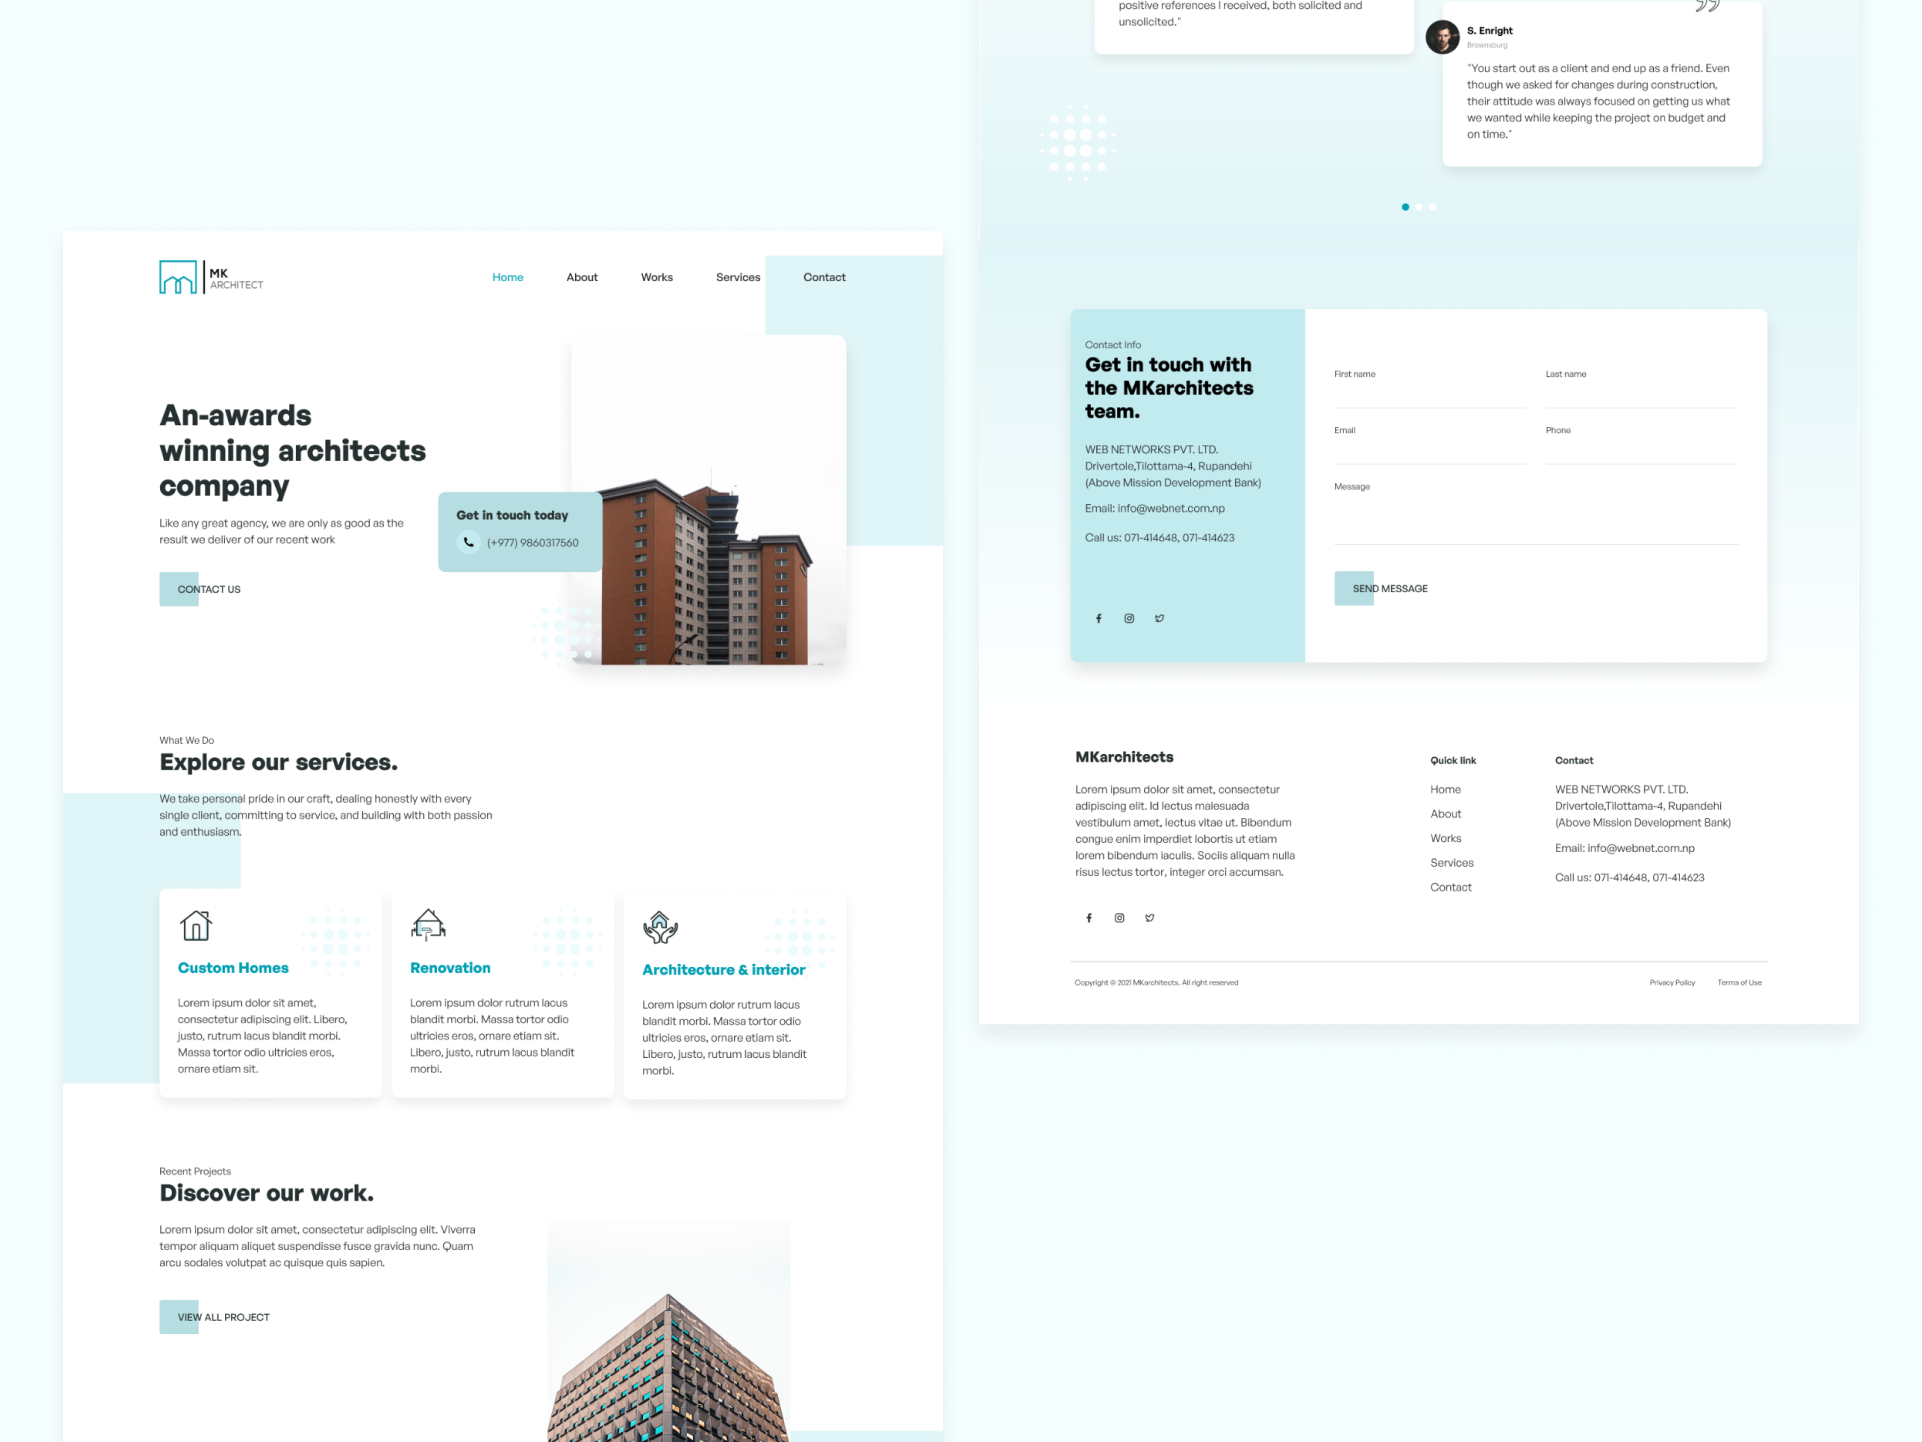 MK
ARCHITECT
Home
About
Works
Services
Contact
An-awards
winning architects
company
Like any great agency, we are only as good as the
result we deliver of our recent work
CONTACT US
Get in touch today
(+977) 9860317560
What We Do
Explore our services.
We take personal pride in our craft, dealing honestly with every
single client, committing to service, and building with both passion
and enthusiasm.
Custom Homes
Lorem ipsum dolor sit amet,
consectetur adipiscing elit. Libero,
justo, rutrum lacus blandit morbi.
Massa tortor odio ultricies eros,
ornare etiam sit.
Renovation
Lorem ipsum dolor rutrum lacus
blandit morbi. Massa tortor odio
ultricies eros, ornare etiam sit.
Libero, justo, rutrum lacus blandit
morbi.
Architecture & interior
Lorem ipsum dolor rutrum lacus
blandit morbi. Massa tortor odio
ultricies eros, ornare etiam sit.
Libero, justo, rutrum lacus blandit
morbi.
Recent Projects
Discover our work.
Lorem ipsum dolor sit amet, consectetur adipiscing elit. Viverra
tempor aliquam aliquet suspendisse fusce gravida nunc. Quam
arcu sodales volutpat ac quisque quis sapien.
VIEW ALL PROJECT
positive references I received, both solicited and
unsolicited."
S. Enright
Brownsburg
"You start out as a client and end up as a friend. Even
though we asked for changes during construction,
their attitude was always focused on getting us what
we wanted while keeping the project on budget and
on time."
Contact Info
Get in touch with
the MKarchitects
team.
WEB NETWORKS PVT. LTD.
Drivertole,Tilottama-4, Rupandehi
(Above Mission Development Bank)
Email: info@webnet.com.np
Call us: 071-414648, 071-414623
First name
Last name
Email
Phone
Message
SEND MESSAGE
MKarchitects
Lorem ipsum dolor sit amet, consectetur
adipiscing elit. Id lectus malesuada
vestibulum amet, lectus vitae ut. Bibendum
congue enim imperdiet lobortis ut etiam
lorem bibendum iaculis. Sociis aliquam nulla
risus lectus tortor, integer orci accumsan.
Quick link
Home
About
Works
Services
Contact
Contact
WEB NETWORKS PVT. LTD.
Drivertole,Tilottama-4, Rupandehi
(Above Mission Development Bank)
Email: info@webnet.com.np
Call us: 071-414648, 071-414623
Copyright © 2021 MKarchitects. All right reserved
Privacy Policy
Terms of Use